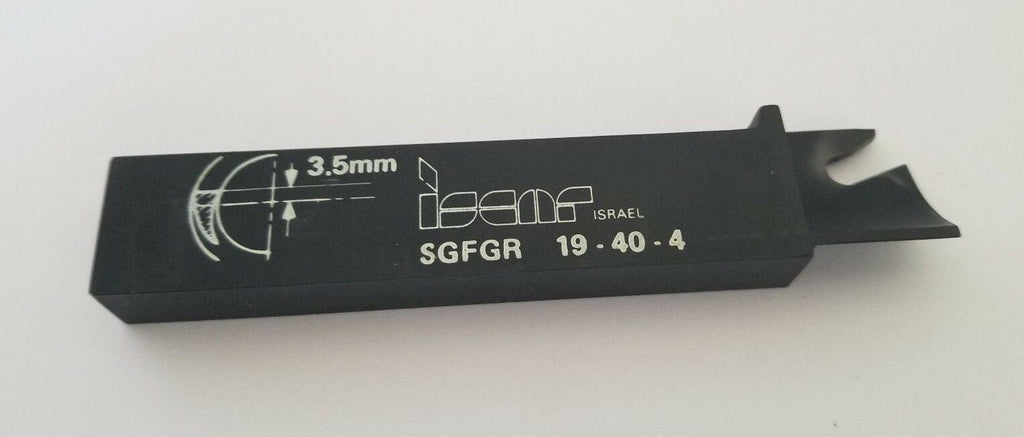 3.5mm
iscar ISRAEL
SGFGR 19 - 40 - 4